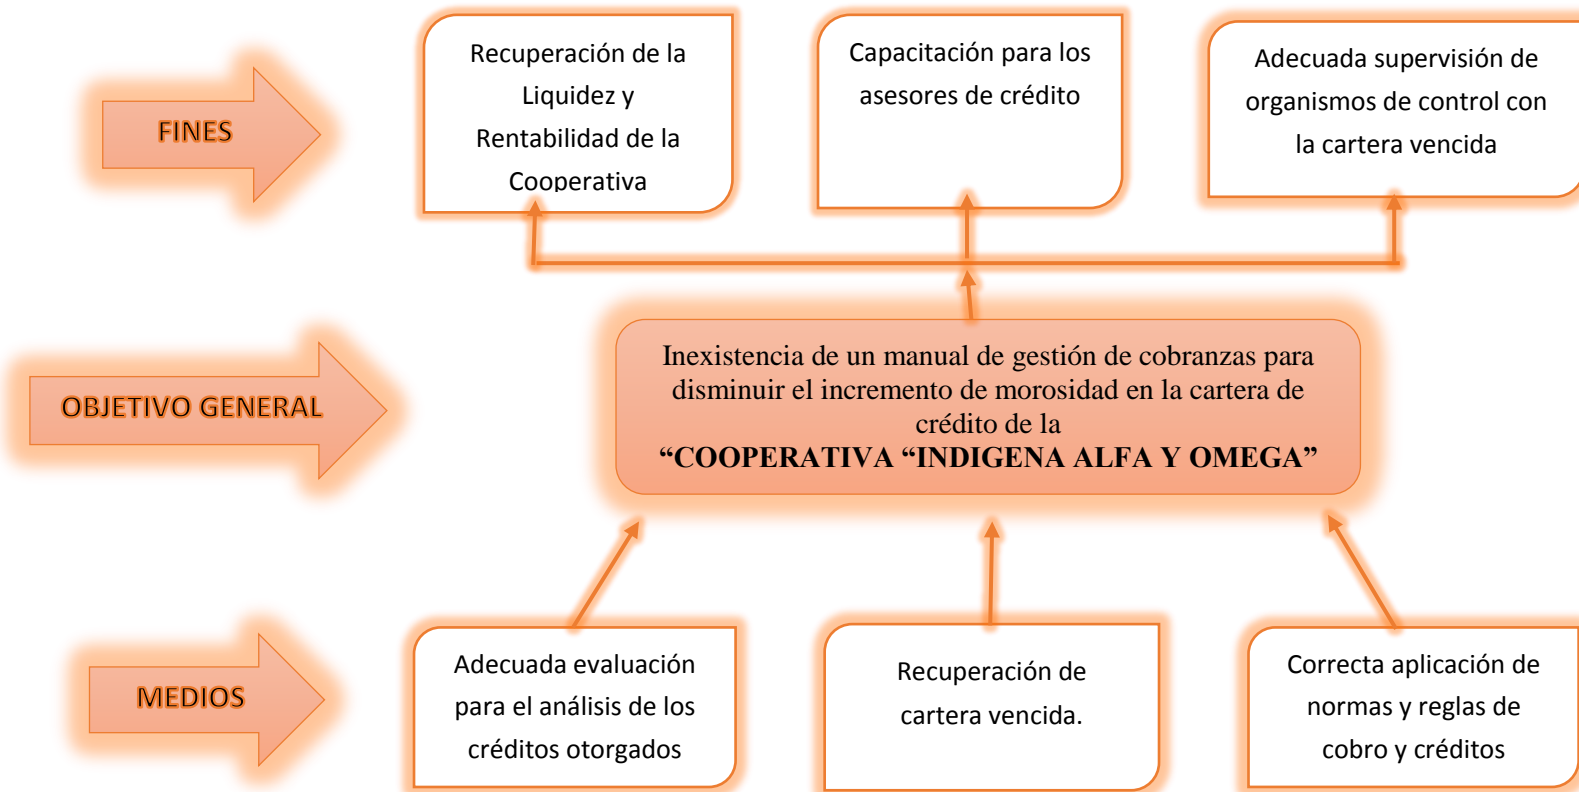 FINES
Recuperación de la
Liquidez y
Rentabilidad de la
Cooperativa
Capacitación para los
asesores de crédito
Adecuada supervisión de
organismos de control con
la cartera vencida
OBJETIVO GENERAL
Inexistencia de un manual de gestión de cobranzas para
disminuir el incremento de morosidad en la cartera de
crédito de la
“COOPERATIVA “INDIGENA ALFA Y OMEGA”
MEDIOS
Adecuada evaluación
para el análisis de los
créditos otorgados
Recuperación de
cartera vencida.
Correcta aplicación de
normas y reglas de
cobro y créditos